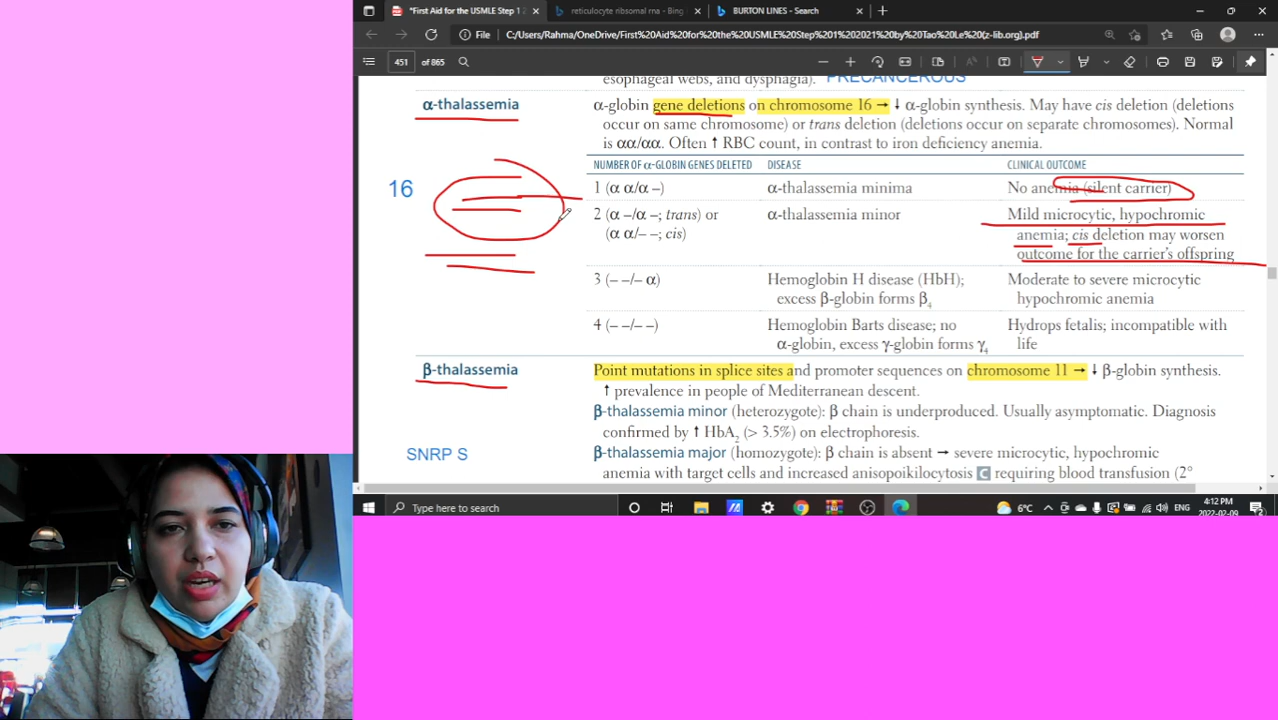 *First Aid for the USMLE Step 1 2
reticulocyte ribosomal rna - Bing
BURTON LINES - Search
File
C:/Users/Rahma/OneDrive/First%20Aid%20for%20the%20USMLE%20Step%201%202021%20by%20Tao%20Le%20(z-lib.org).pdf
451 of 865
esophageal webs, and dysphagia). PRECANCEROUS
α-thalassemia
α-globin gene deletions on chromosome 16 → ↓ α-globin synthesis. May have cis deletion (deletions
occur on same chromosome) or trans deletion (deletions occur on separate chromosomes). Normal
is αα/αα. Often ↑ RBC count, in contrast to iron deficiency anemia.
NUMBER OF α-GLOBIN GENES DELETED DISEASE CLINICAL OUTCOME
16
1 (α α/α –) α-thalassemia minima No anemia (silent carrier)
2 (α –/α –; trans) or α-thalassemia minor Mild microcytic, hypochromic
(α α/– –; cis) anemia; cis deletion may worsen
outcome for the carrier's offspring
3 (– –/– α) Hemoglobin H disease (HbH); Moderate to severe microcytic
excess β-globin forms β4 hypochromic anemia
4 (– –/– –) Hemoglobin Barts disease; no Hydrops fetalis; incompatible with
α-globin, excess γ-globin forms γ4 life
β-thalassemia
Point mutations in splice sites and promoter sequences on chromosome 11 → ↓ β-globin synthesis.
↑ prevalence in people of Mediterranean descent.
β-thalassemia minor (heterozygote): β chain is underproduced. Usually asymptomatic. Diagnosis
confirmed by ↑ HbA2 (> 3.5%) on electrophoresis.
SNRP S
β-thalassemia major (homozygote): β chain is absent → severe microcytic, hypochromic
anemia with target cells and increased anisopoikilocytosis C requiring blood transfusion (2°
Type here to search
6°C
ENG
4:12 PM
2022-02-09
2